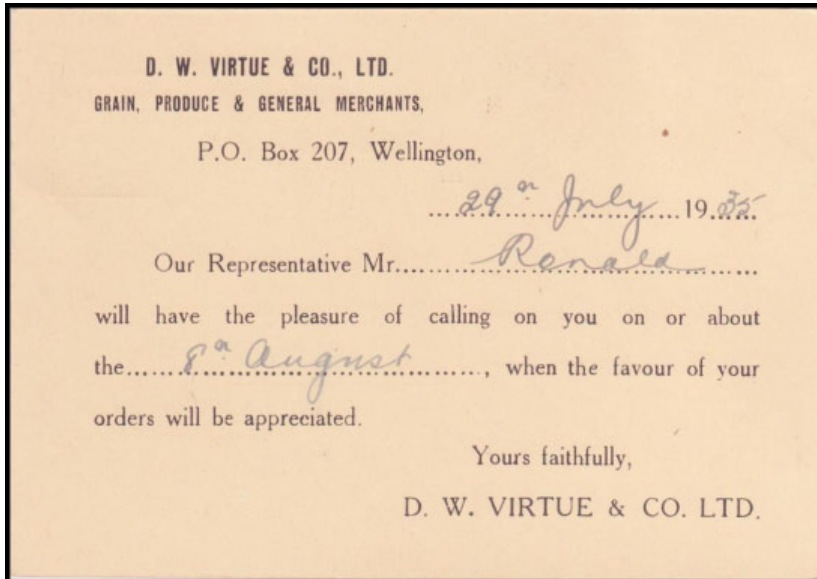 D. W. VIRTUE & CO., LTD.
GRAIN, PRODUCE & GENERAL MERCHANTS,
P.O. Box 207, Wellington,
29th July 1935
Our Representative Mr. Ronald
will have the pleasure of calling on you on or about
the 8th August, when the favour of your
orders will be appreciated.
Yours faithfully,
D. W. VIRTUE & CO. LTD.